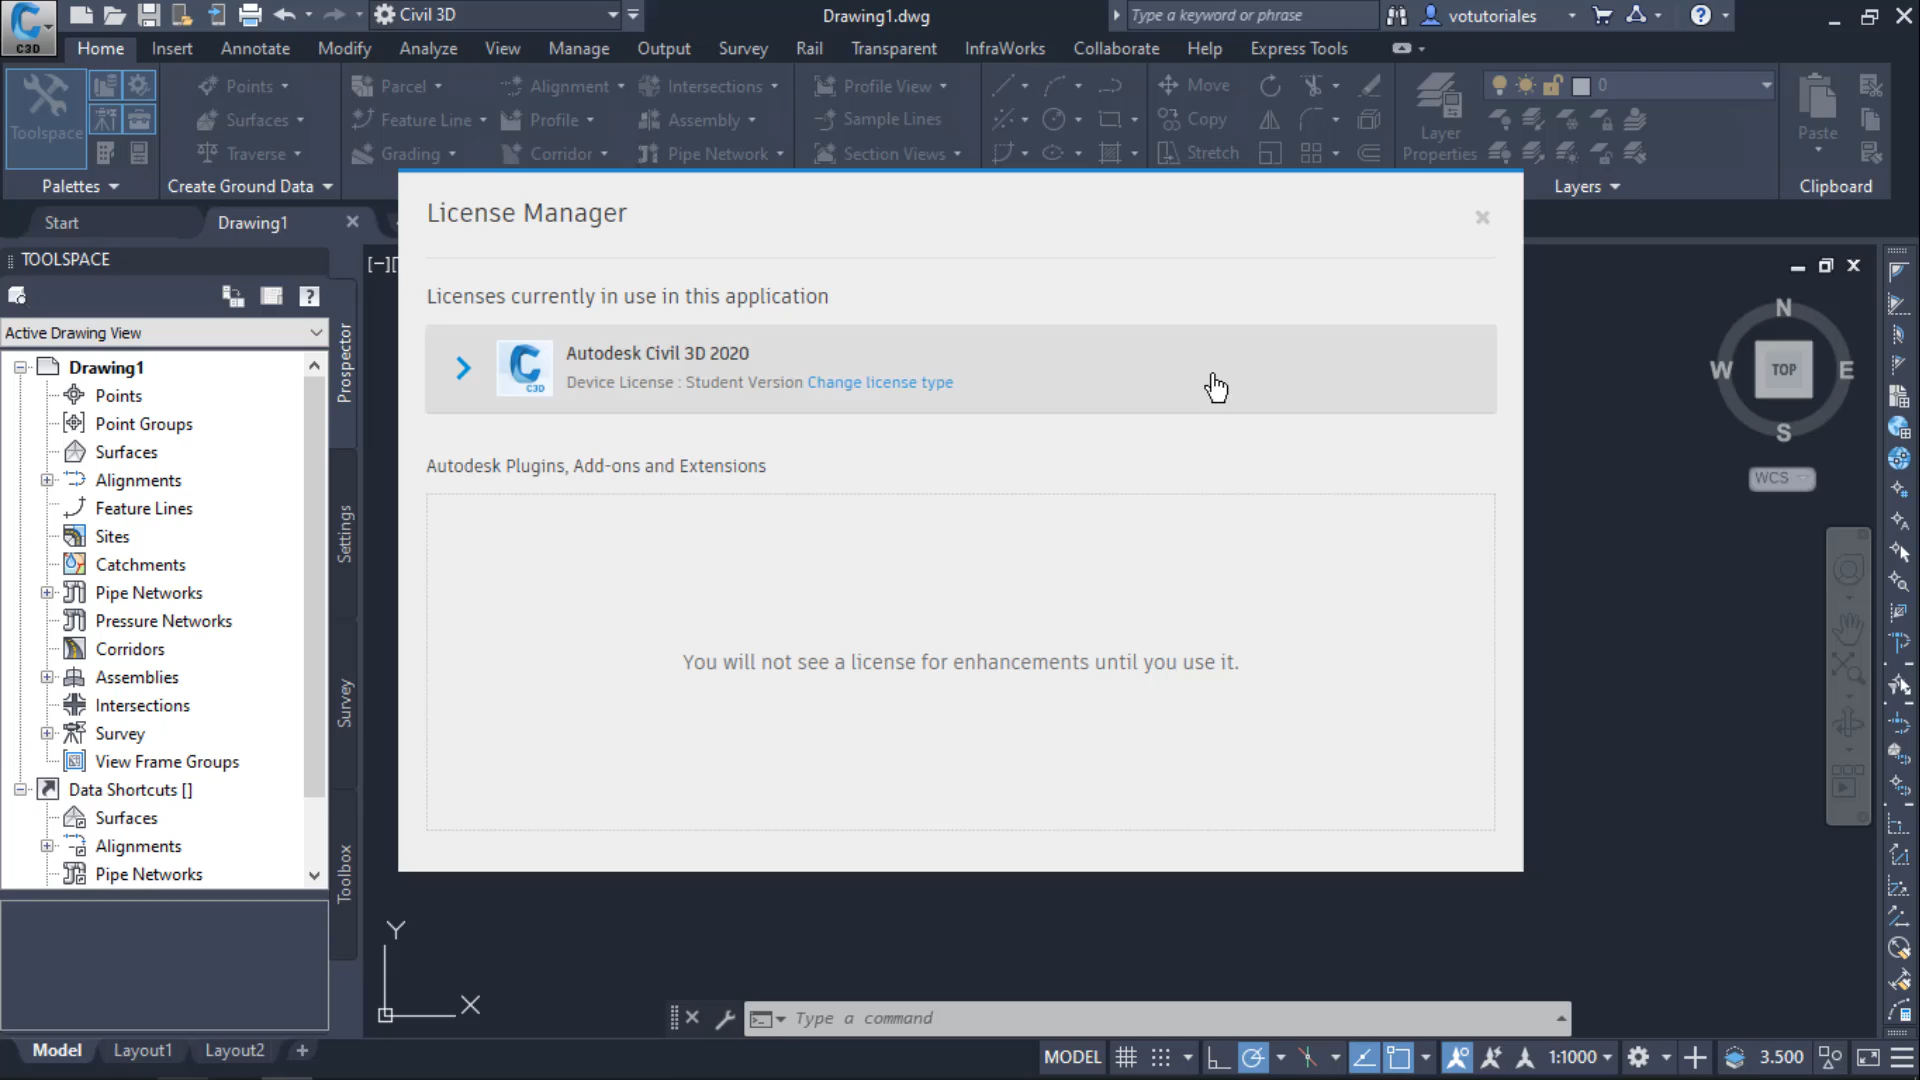 C3D
Civil 3D
Drawing1.dwg
Type a keyword or phrase
votutoriales
Home
Insert
Annotate
Modify
Analyze
View
Manage
Output
Survey
Rail
Transparent
InfraWorks
Collaborate
Help
Express Tools
Toolspace
Points
Surfaces
Traverse
Parcel
Feature Line
Grading
Alignment
Profile
Corridor
Intersections
Assembly
Pipe Network
Profile View
Sample Lines
Section Views
Move
Copy
Stretch
Layer
Properties
0
Paste
Palettes
Create Ground Data
Layers
Clipboard
Start
Drawing1
TOOLSPACE
Active Drawing View
Drawing1
Points
Point Groups
Surfaces
Alignments
Feature Lines
Sites
Catchments
Pipe Networks
Pressure Networks
Corridors
Assemblies
Intersections
Survey
View Frame Groups
Data Shortcuts []
Surfaces
Alignments
Pipe Networks
Prospector
Settings
Survey
Toolbox
[−][
License Manager
Licenses currently in use in this application
C3D
Autodesk Civil 3D 2020
Device License : Student Version Change license type
Autodesk Plugins, Add-ons and Extensions
You will not see a license for enhancements until you use it.
N
W
TOP
E
S
WCS
Y
X
Type a command
Model
Layout1
Layout2
+
MODEL
1:1000
3.500